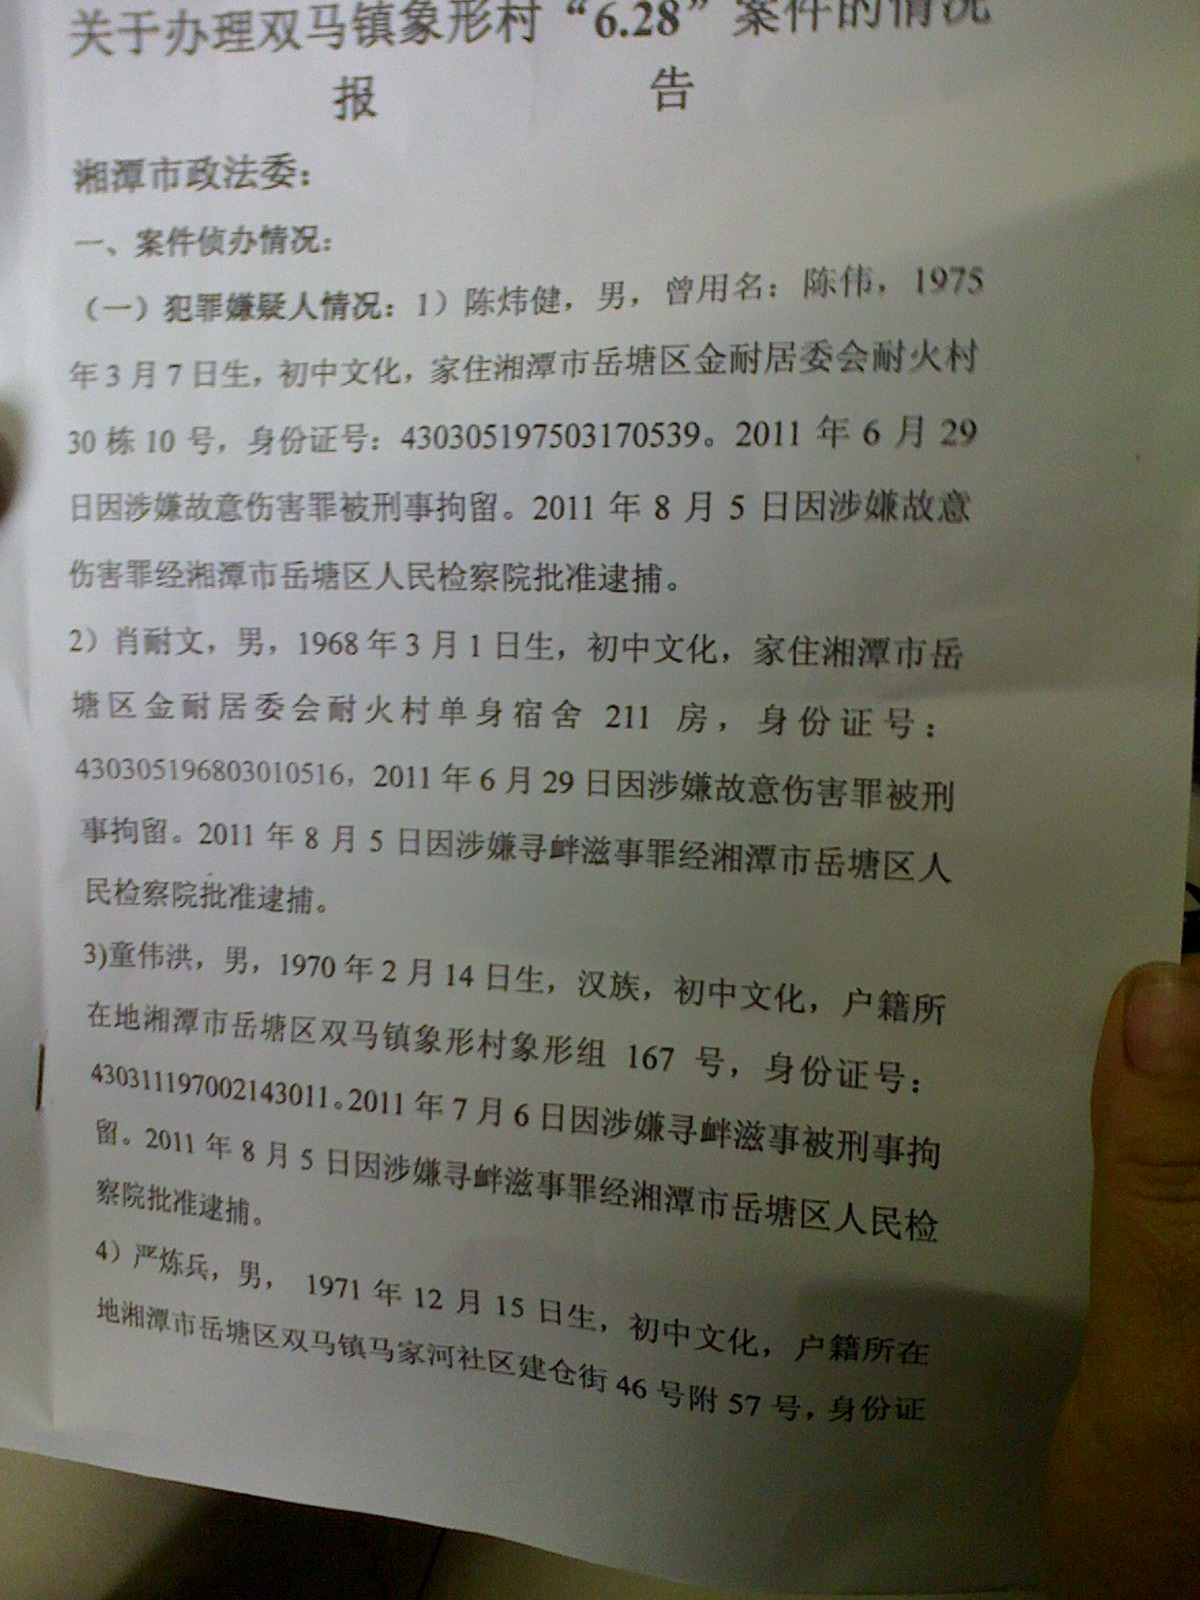 关于办理双马镇象形村“6.28”案件的情况
报 告
湘潭市政法委：
一、案件侦办情况：
（一）犯罪嫌疑人情况：1）陈炜健，男，曾用名：陈伟，1975
年3月7日生，初中文化，家住湘潭市岳塘区金耐居委会耐火村
30栋10号，身份证号：430305197503170539。2011年6月29
日因涉嫌故意伤害罪被刑事拘留。2011年8月5日因涉嫌故意
伤害罪经湘潭市岳塘区人民检察院批准逮捕。
2）肖耐文，男，1968年3月1日生，初中文化，家住湘潭市岳
塘区金耐居委会耐火村单身宿舍 211 房，身份证号：
430305196803010516，2011年6月29日因涉嫌故意伤害罪被刑
事拘留。2011年8月5日因涉嫌寻衅滋事罪经湘潭市岳塘区人
民检察院批准逮捕。
3)童伟洪，男，1970年2月14日生，汉族，初中文化，户籍所
在地湘潭市岳塘区双马镇象形村象形组 167 号，身份证号：
430311197002143011。2011年7月6日因涉嫌寻衅滋事被刑事拘
留。2011年8月5日因涉嫌寻衅滋事罪经湘潭市岳塘区人民检
察院批准逮捕。
4）严炼兵，男， 1971年12月15日生，初中文化，户籍所在
地湘潭市岳塘区双马镇马家河社区建仓街46号附57号，身份证